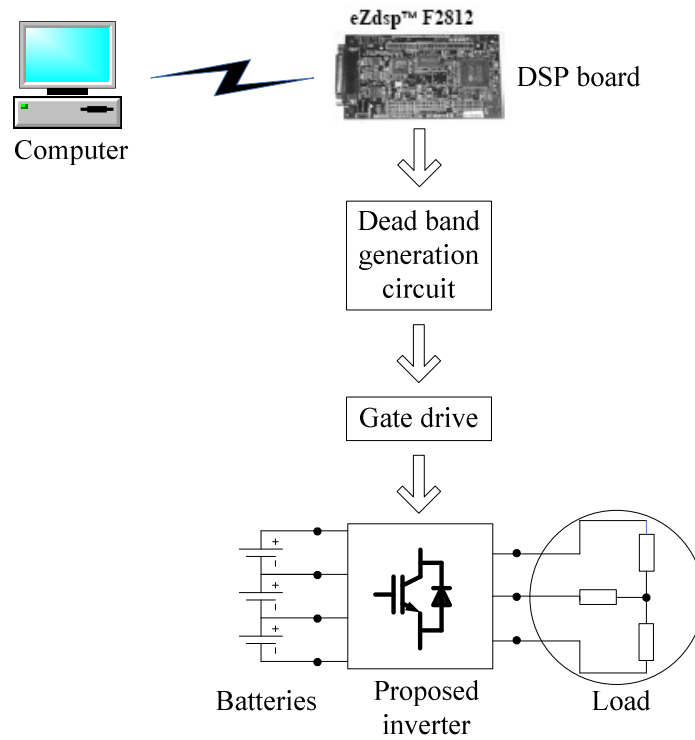 eZdsp™ F2812
DSP board
Computer
Dead band
generation
circuit
Gate drive
+
+
+
Batteries
Proposed
inverter
Load